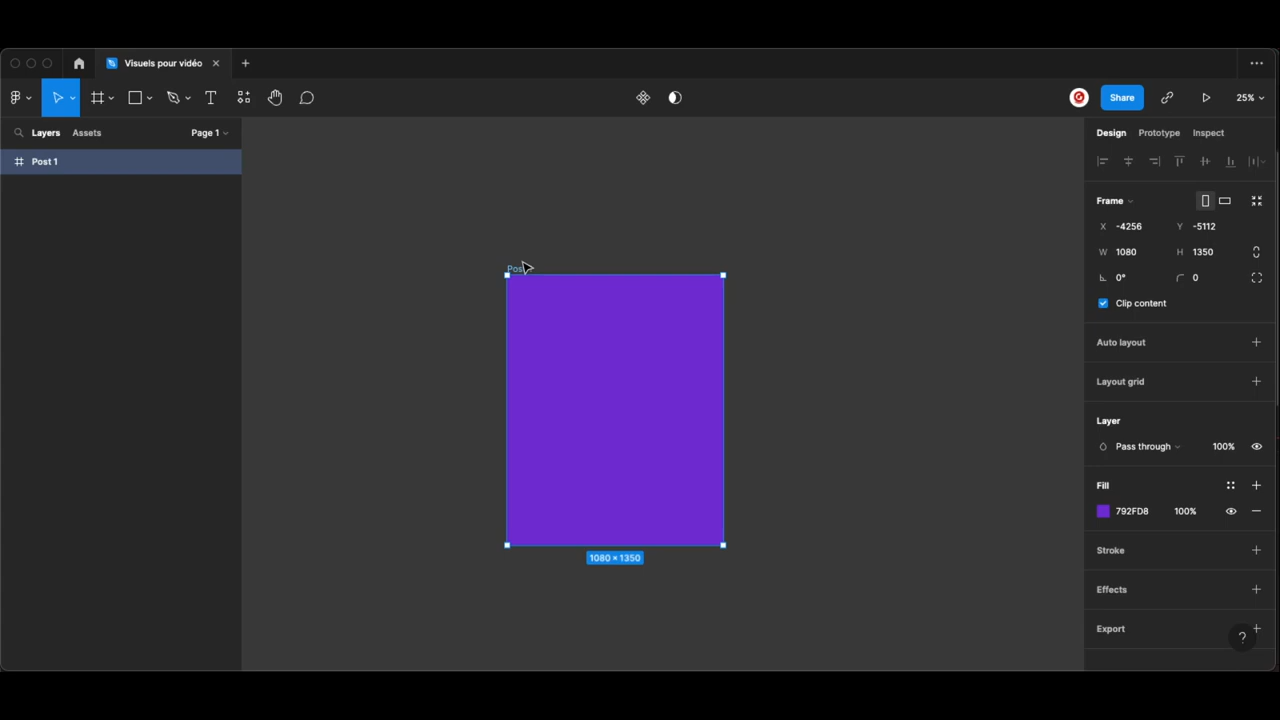 Visuels pour vidéo
Share
25%
Layers Assets Page 1
Design Prototype Inspect
Post 1
Frame
X -4256 Y -5112
W 1080 H 1350
0° 0
Clip content
Auto layout
Layout grid
Layer
Pass through 100%
Fill
792FD8 100%
Stroke
Effects
Export
?
1080 × 1350